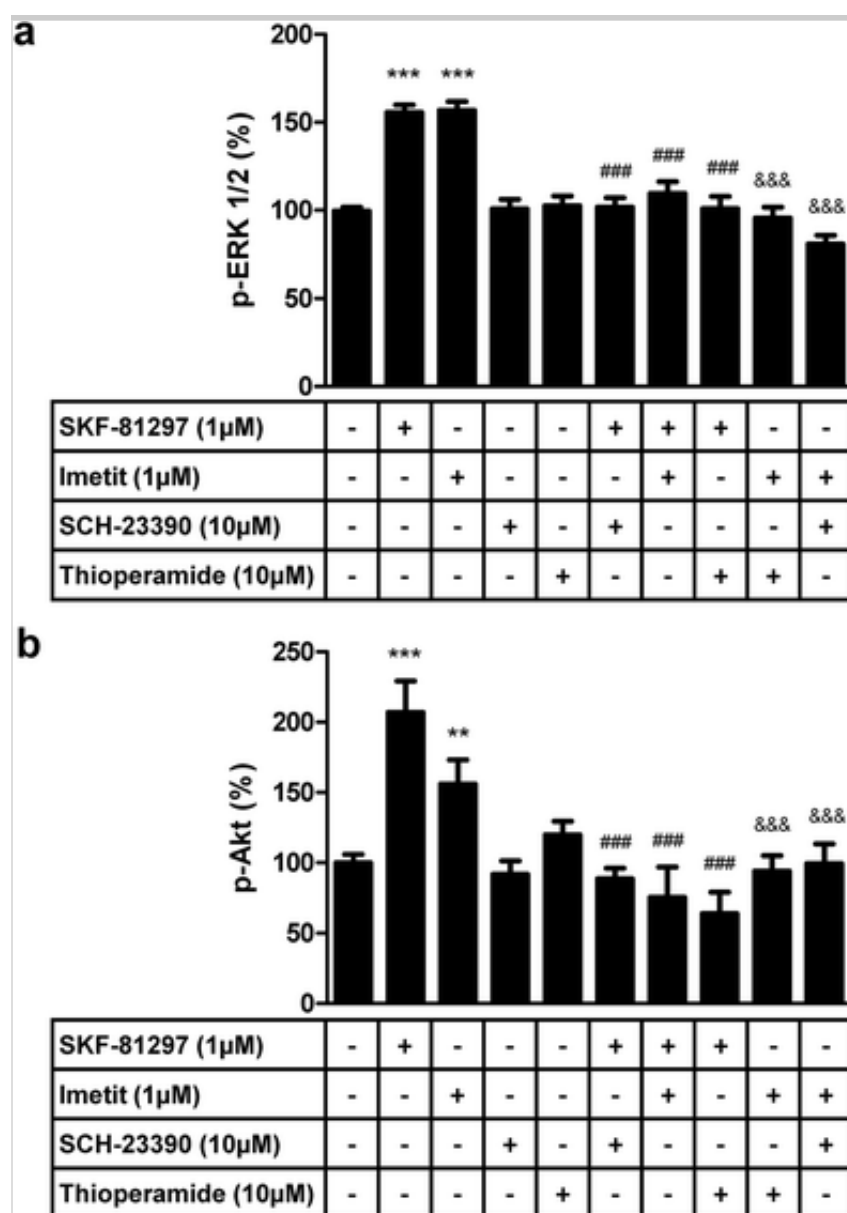 a
200
150
100
50
0
p-ERK 1/2 (%)
*** *** ### ### ### &&& &&&
SKF-81297 (1µM) - + - - - + + + - -
Imetit (1µM) - - + - - - + - + +
SCH-23390 (10µM) - - - + - + - - - +
Thioperamide (10µM) - - - - + - - + + -
b
250
200
150
100
50
0
p-Akt (%)
*** ** ### ### ### &&& &&&
SKF-81297 (1µM) - + - - - + + + - -
Imetit (1µM) - - + - - - + - + +
SCH-23390 (10µM) - - - + - + - - - +
Thioperamide (10µM) - - - - + - - + + -